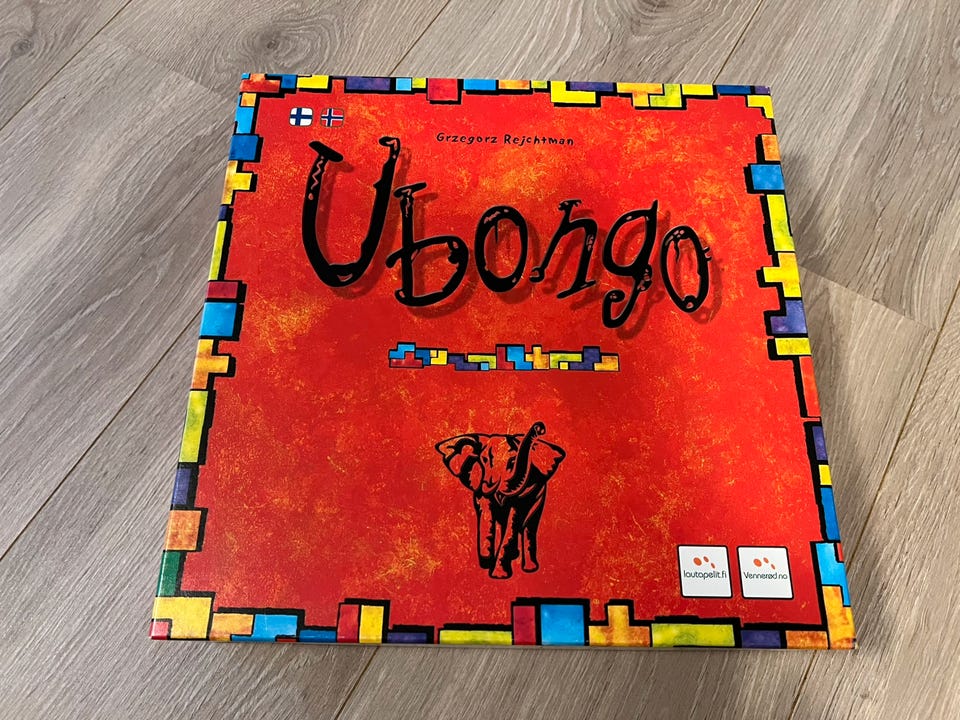 Grzegorz Rejchtman
Ubongo
lautapelit.fi
Vennerød.no